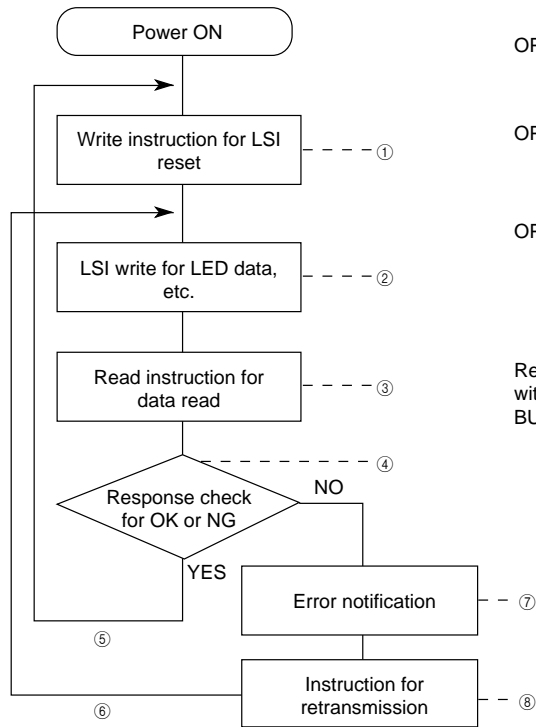 Power ON
Write instruction for LSI
reset
①
LSI write for LED data,
etc.
②
Read instruction for
data read
③
④
Response check
for OK or NG
NO
YES
⑤
Error notification
⑦
Instruction for
retransmission
⑥
⑧